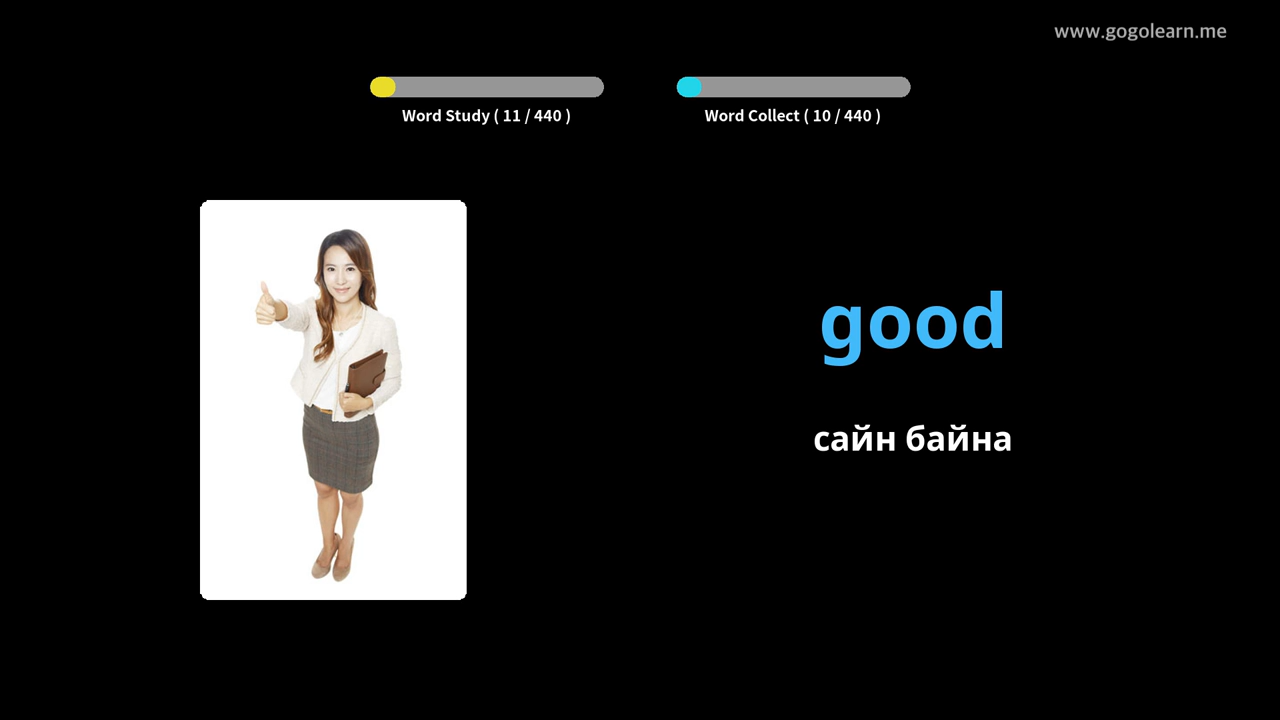 www.gogolearn.me
Word Study ( 11 / 440 )
Word Collect ( 10 / 440 )
good
сайн байна